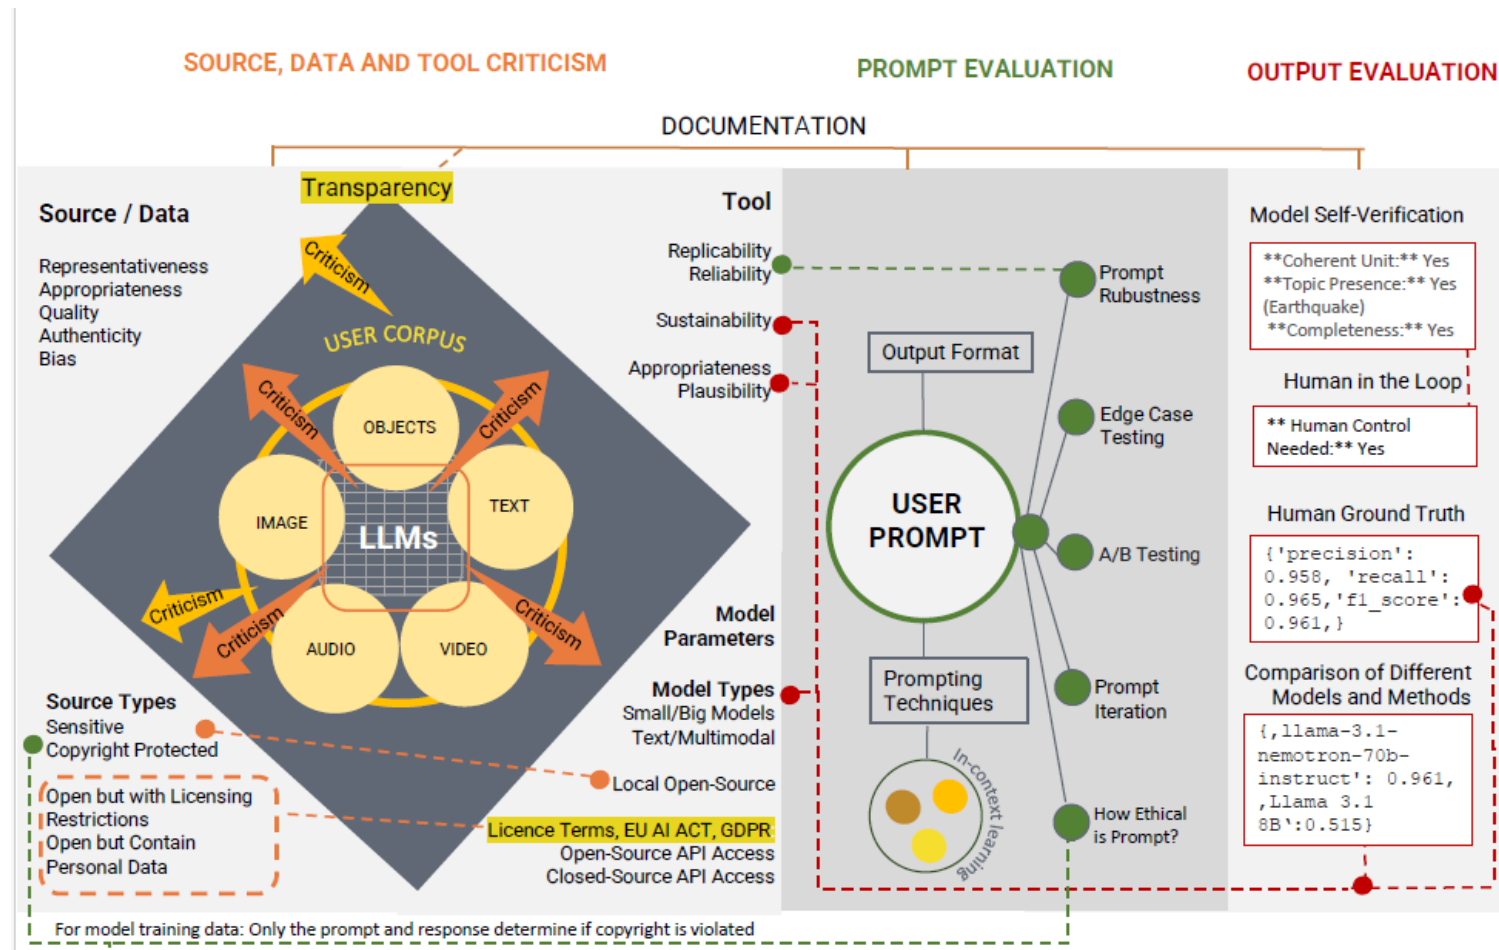 SOURCE, DATA AND TOOL CRITICISM
PROMPT EVALUATION
OUTPUT EVALUATION
DOCUMENTATION
Transparency
Source / Data
Representativeness
Appropriateness
Quality
Authenticity
Bias
Criticism
USER CORPUS
Criticism
Criticism
OBJECTS
IMAGE
TEXT
LLMs
Criticism
Criticism
Criticism
AUDIO
VIDEO
Source Types
Sensitive
Copyright Protected
Open but with Licensing
Restrictions
Open but Contain
Personal Data
Tool
Replicability
Reliability
Sustainability
Appropriateness
Plausibility
Model
Parameters
Model Types
Small/Big Models
Text/Multimodal
Local Open-Source
Licence Terms, EU AI ACT, GDPR
Open-Source API Access
Closed-Source API Access
For model training data: Only the prompt and response determine if copyright is violated
Output Format
USER
PROMPT
Prompting
Techniques
In-context learning
Prompt
Rubustness
Edge Case
Testing
A/B Testing
Prompt
Iteration
How Ethical
is Prompt?
Model Self-Verification
**Coherent Unit:** Yes
**Topic Presence:** Yes
(Earthquake)
**Completeness:** Yes
Human in the Loop
** Human Control
Needed:** Yes
Human Ground Truth
{'precision':
0.958, 'recall':
0.965,'f1_score':
0.961,}
Comparison of Different
Models and Methods
{‚llama-3.1-
nemotron-70b-
instruct': 0.961,
‚Llama 3.1
8B‘:0.515}